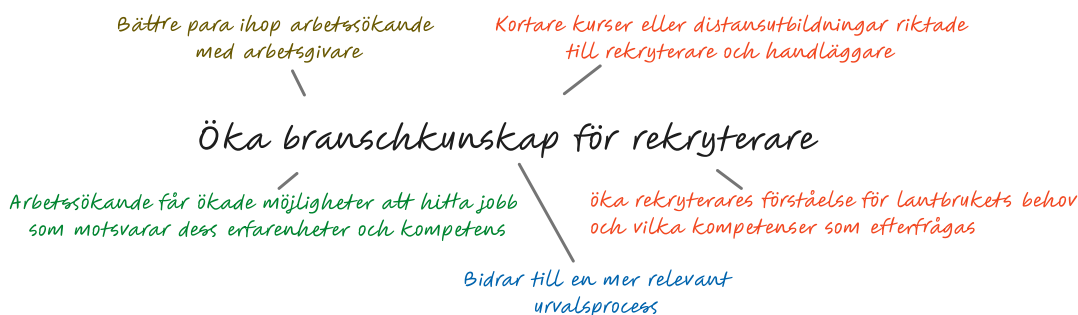 Bättre para ihop arbetssökande
med arbetsgivare
Kortare kurser eller distansutbildningar riktade
till rekryterare och handläggare
Öka branschkunskap för rekryterare
Arbetssökande får ökade möjligheter att hitta jobb
som motsvarar dess erfarenheter och kompetens
öka rekryterares förståelse för lantbrukets behov
och vilka kompetenser som efterfrågas
Bidrar till en mer relevant
urvalsprocess